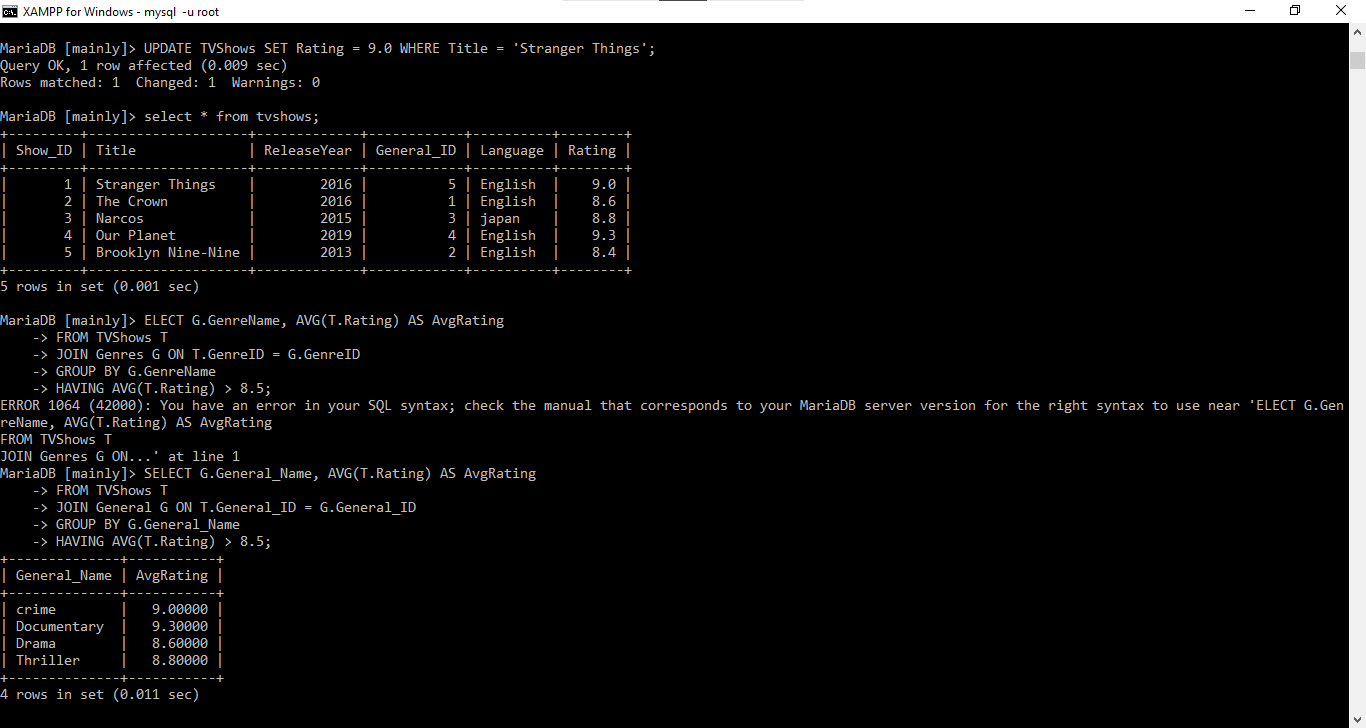 XAMPP for Windows - mysql  -u root
MariaDB [mainly]> UPDATE TVShows SET Rating = 9.0 WHERE Title = 'Stranger Things';
Query OK, 1 row affected (0.009 sec)
Rows matched: 1  Changed: 1  Warnings: 0
MariaDB [mainly]> select * from tvshows;
+---------+--------------------+-------------+------------+----------+--------+
| Show_ID | Title              | ReleaseYear | General_ID | Language | Rating |
+---------+--------------------+-------------+------------+----------+--------+
|       1 | Stranger Things    |        2016 |          5 | English  |    9.0 |
|       2 | The Crown          |        2016 |          1 | English  |    8.6 |
|       3 | Narcos             |        2015 |          3 | japan    |    8.8 |
|       4 | Our Planet         |        2019 |          4 | English  |    9.3 |
|       5 | Brooklyn Nine-Nine |        2013 |          2 | English  |    8.4 |
+---------+--------------------+-------------+------------+----------+--------+
5 rows in set (0.001 sec)
MariaDB [mainly]> ELECT G.GenreName, AVG(T.Rating) AS AvgRating
    -> FROM TVShows T
    -> JOIN Genres G ON T.GenreID = G.GenreID
    -> GROUP BY G.GenreName
    -> HAVING AVG(T.Rating) > 8.5;
ERROR 1064 (42000): You have an error in your SQL syntax; check the manual that corresponds to your MariaDB server version for the right syntax to use near 'ELECT G.Gen
reName, AVG(T.Rating) AS AvgRating
FROM TVShows T
JOIN Genres G ON...' at line 1
MariaDB [mainly]> SELECT G.General_Name, AVG(T.Rating) AS AvgRating
    -> FROM TVShows T
    -> JOIN General G ON T.General_ID = G.General_ID
    -> GROUP BY G.General_Name
    -> HAVING AVG(T.Rating) > 8.5;
+--------------+-----------+
| General_Name | AvgRating |
+--------------+-----------+
| crime        |   9.00000 |
| Documentary  |   9.30000 |
| Drama        |   8.60000 |
| Thriller     |   8.80000 |
+--------------+-----------+
4 rows in set (0.011 sec)